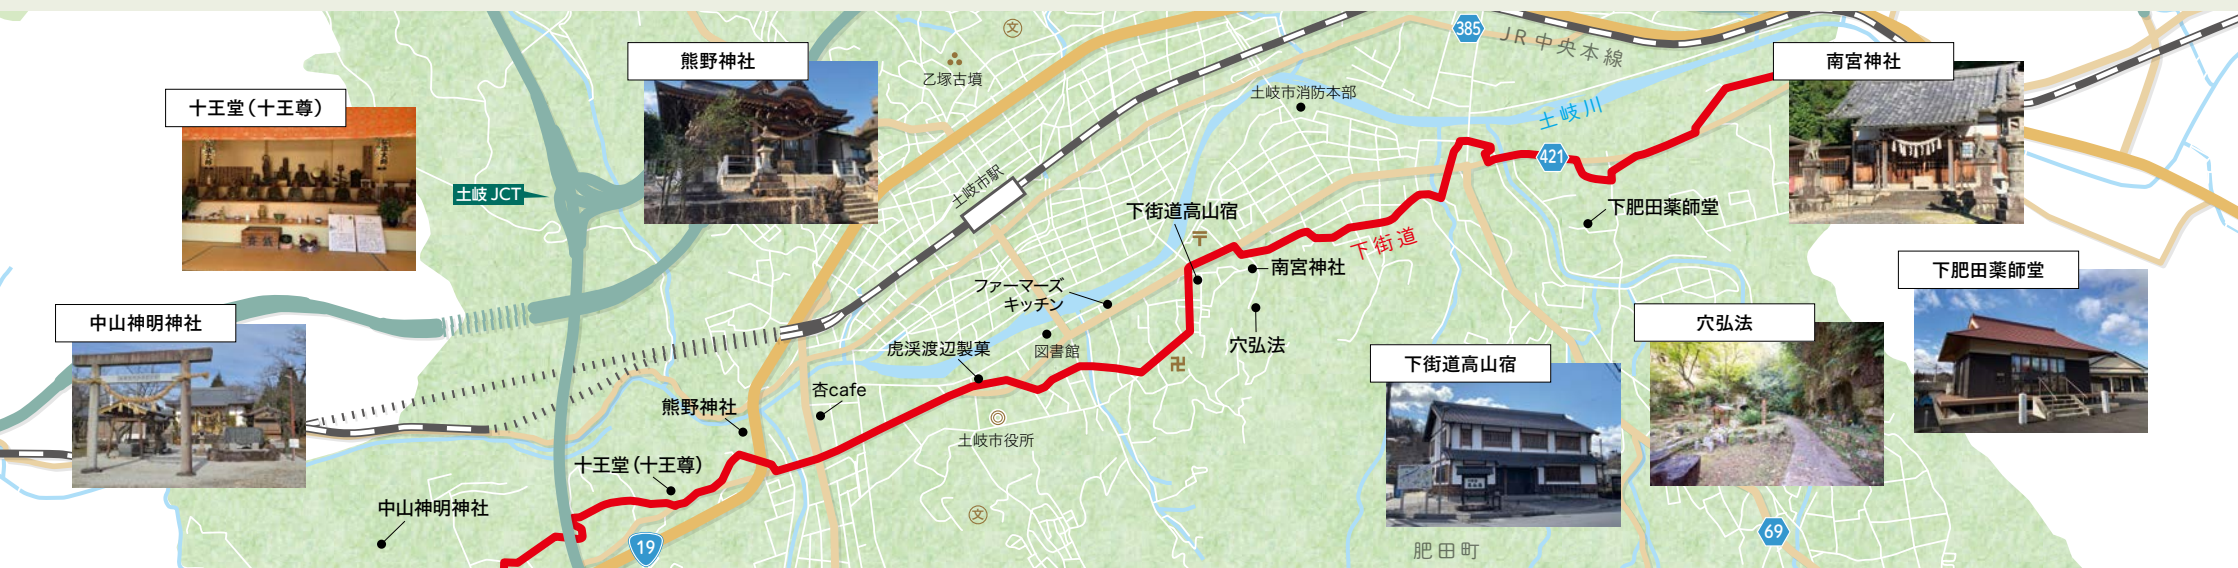 385
JR中央本線
熊野神社
南宮神社
乙塚古墳
土岐市消防本部
十王堂（十王尊）
土岐川
421
土岐市駅
土岐 JCT
下街道高山宿
下肥田薬師堂
下街道
南宮神社
下肥田薬師堂
ファーマーズ
キッチン
中山神明神社
穴弘法
虎渓渡辺製菓
図書館
穴弘法
下街道高山宿
杏cafe
熊野神社
土岐市役所
十王堂（十王尊）
中山神明神社
文
文
19
69
肥田町